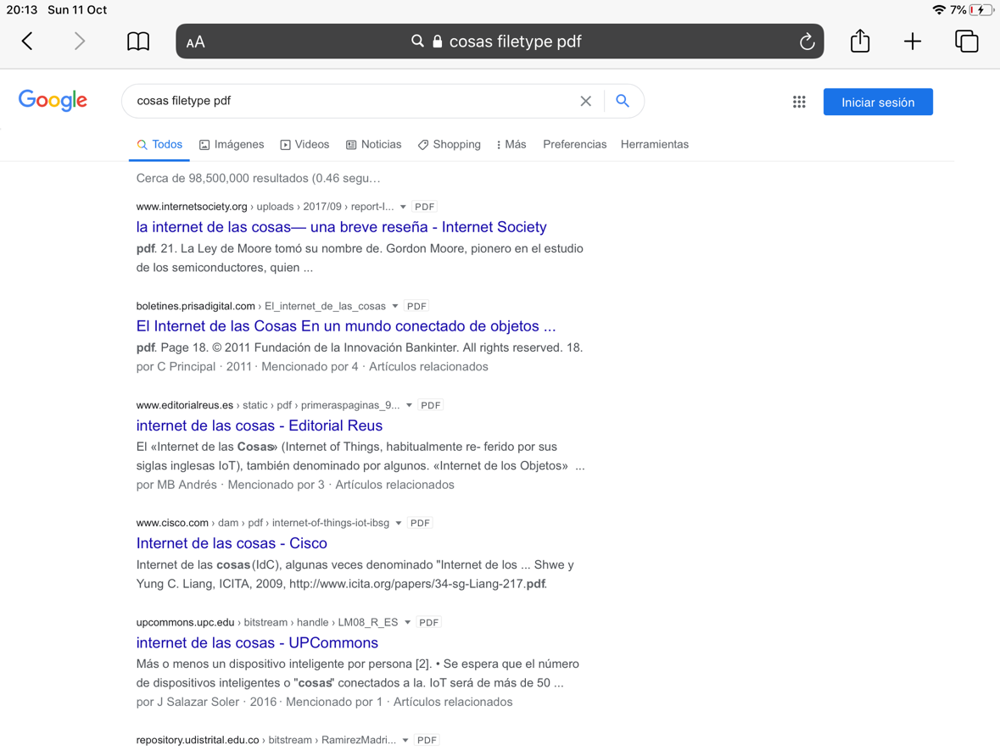 20:13 Sun 11 Oct 7%
AA cosas filetype pdf
Google cosas filetype pdf Iniciar sesión
Todos Imágenes Videos Noticias Shopping Más Preferencias Herramientas
Cerca de 98,500,000 resultados (0.46 segu…
www.internetsociety.org › uploads › 2017/09 › report-I... PDF
la internet de las cosas— una breve reseña - Internet Society
pdf. 21. La Ley de Moore tomó su nombre de. Gordon Moore, pionero en el estudio
de los semiconductores, quien ...
boletines.prisadigital.com › El_internet_de_las_cosas PDF
El Internet de las Cosas En un mundo conectado de objetos ...
pdf. Page 18. © 2011 Fundación de la Innovación Bankinter. All rights reserved. 18.
por C Principal · 2011 · Mencionado por 4 · Artículos relacionados
www.editorialreus.es › static › pdf › primeraspaginas_9... PDF
internet de las cosas - Editorial Reus
El «Internet de las Cosas» (Internet of Things, habitualmente re- ferido por sus
siglas inglesas IoT), también denominado por algunos. «Internet de los Objetos» ...
por MB Andrés · Mencionado por 3 · Artículos relacionados
www.cisco.com › dam › pdf › internet-of-things-iot-ibsg PDF
Internet de las cosas - Cisco
Internet de las cosas (IdC), algunas veces denominado "Internet de los ... Shwe y
Yung C. Liang, ICITA, 2009, http://www.icita.org/papers/34-sg-Liang-217.pdf.
upcommons.upc.edu › bitstream › handle › LM08_R_ES PDF
internet de las cosas - UPCommons
Más o menos un dispositivo inteligente por persona [2]. • Se espera que el número
de dispositivos inteligentes o "cosas" conectados a la. IoT será de más de 50 ...
por J Salazar Soler · 2016 · Mencionado por 1 · Artículos relacionados
repository.udistrital.edu.co › bitstream › RamirezMadri... PDF